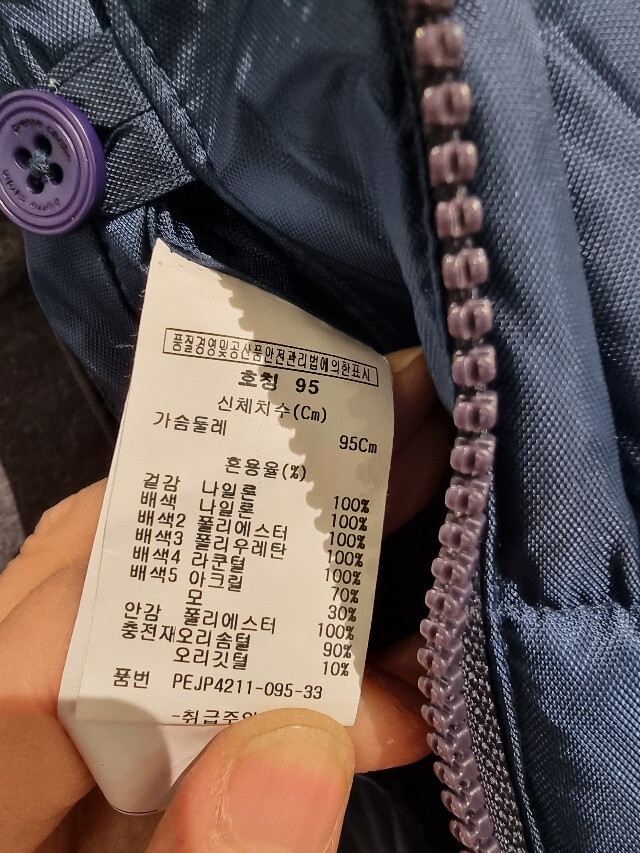 pierre cardin
pierre cardin
품질경영및공산품안전관리법에의한표시
호칭 95
신체치수(Cm)
가슴둘레 95Cm
혼용율(%)
겉감 나일론 100%
배색 나일론 100%
배색2 폴리에스터 100%
배색3 폴리우레탄 100%
배색4 라쿤털 100%
배색5 아크릴 70%
모 30%
안감 폴리에스터 100%
충전재오리솜털 90%
오리깃털 10%
품번 PEJP4211-095-33